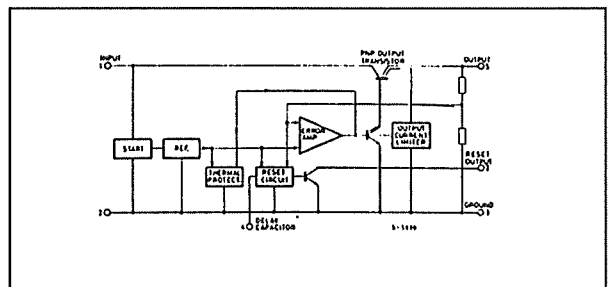 PNP OUTPUT
TRANSISTOR
INPUT
1
OUTPUT
5
ERROR
AMP
OUTPUT
CURRENT
LIMITER
START
REF.
THERMAL
PROTECT
RESET
CIRCUIT
RESET
OUTPUT
GROUND
3
4
DELAY
CAPACITOR